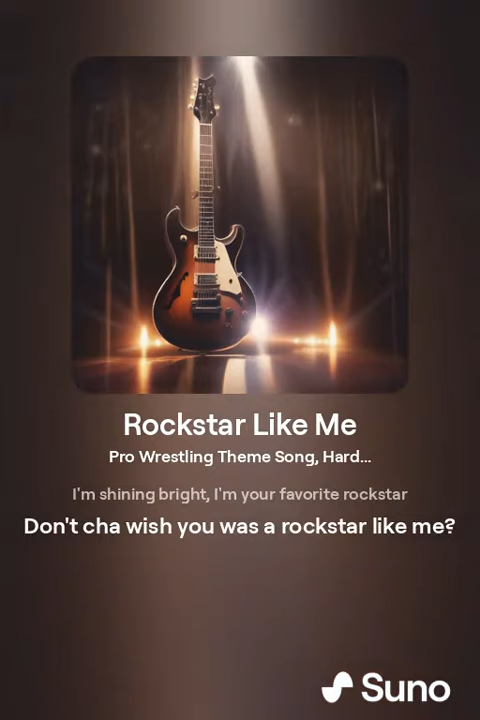 Rockstar Like Me
Pro Wrestling Theme Song, Hard...
I'm shining bright, I'm your favorite rockstar
Don't cha wish you was a rockstar like me?
Suno